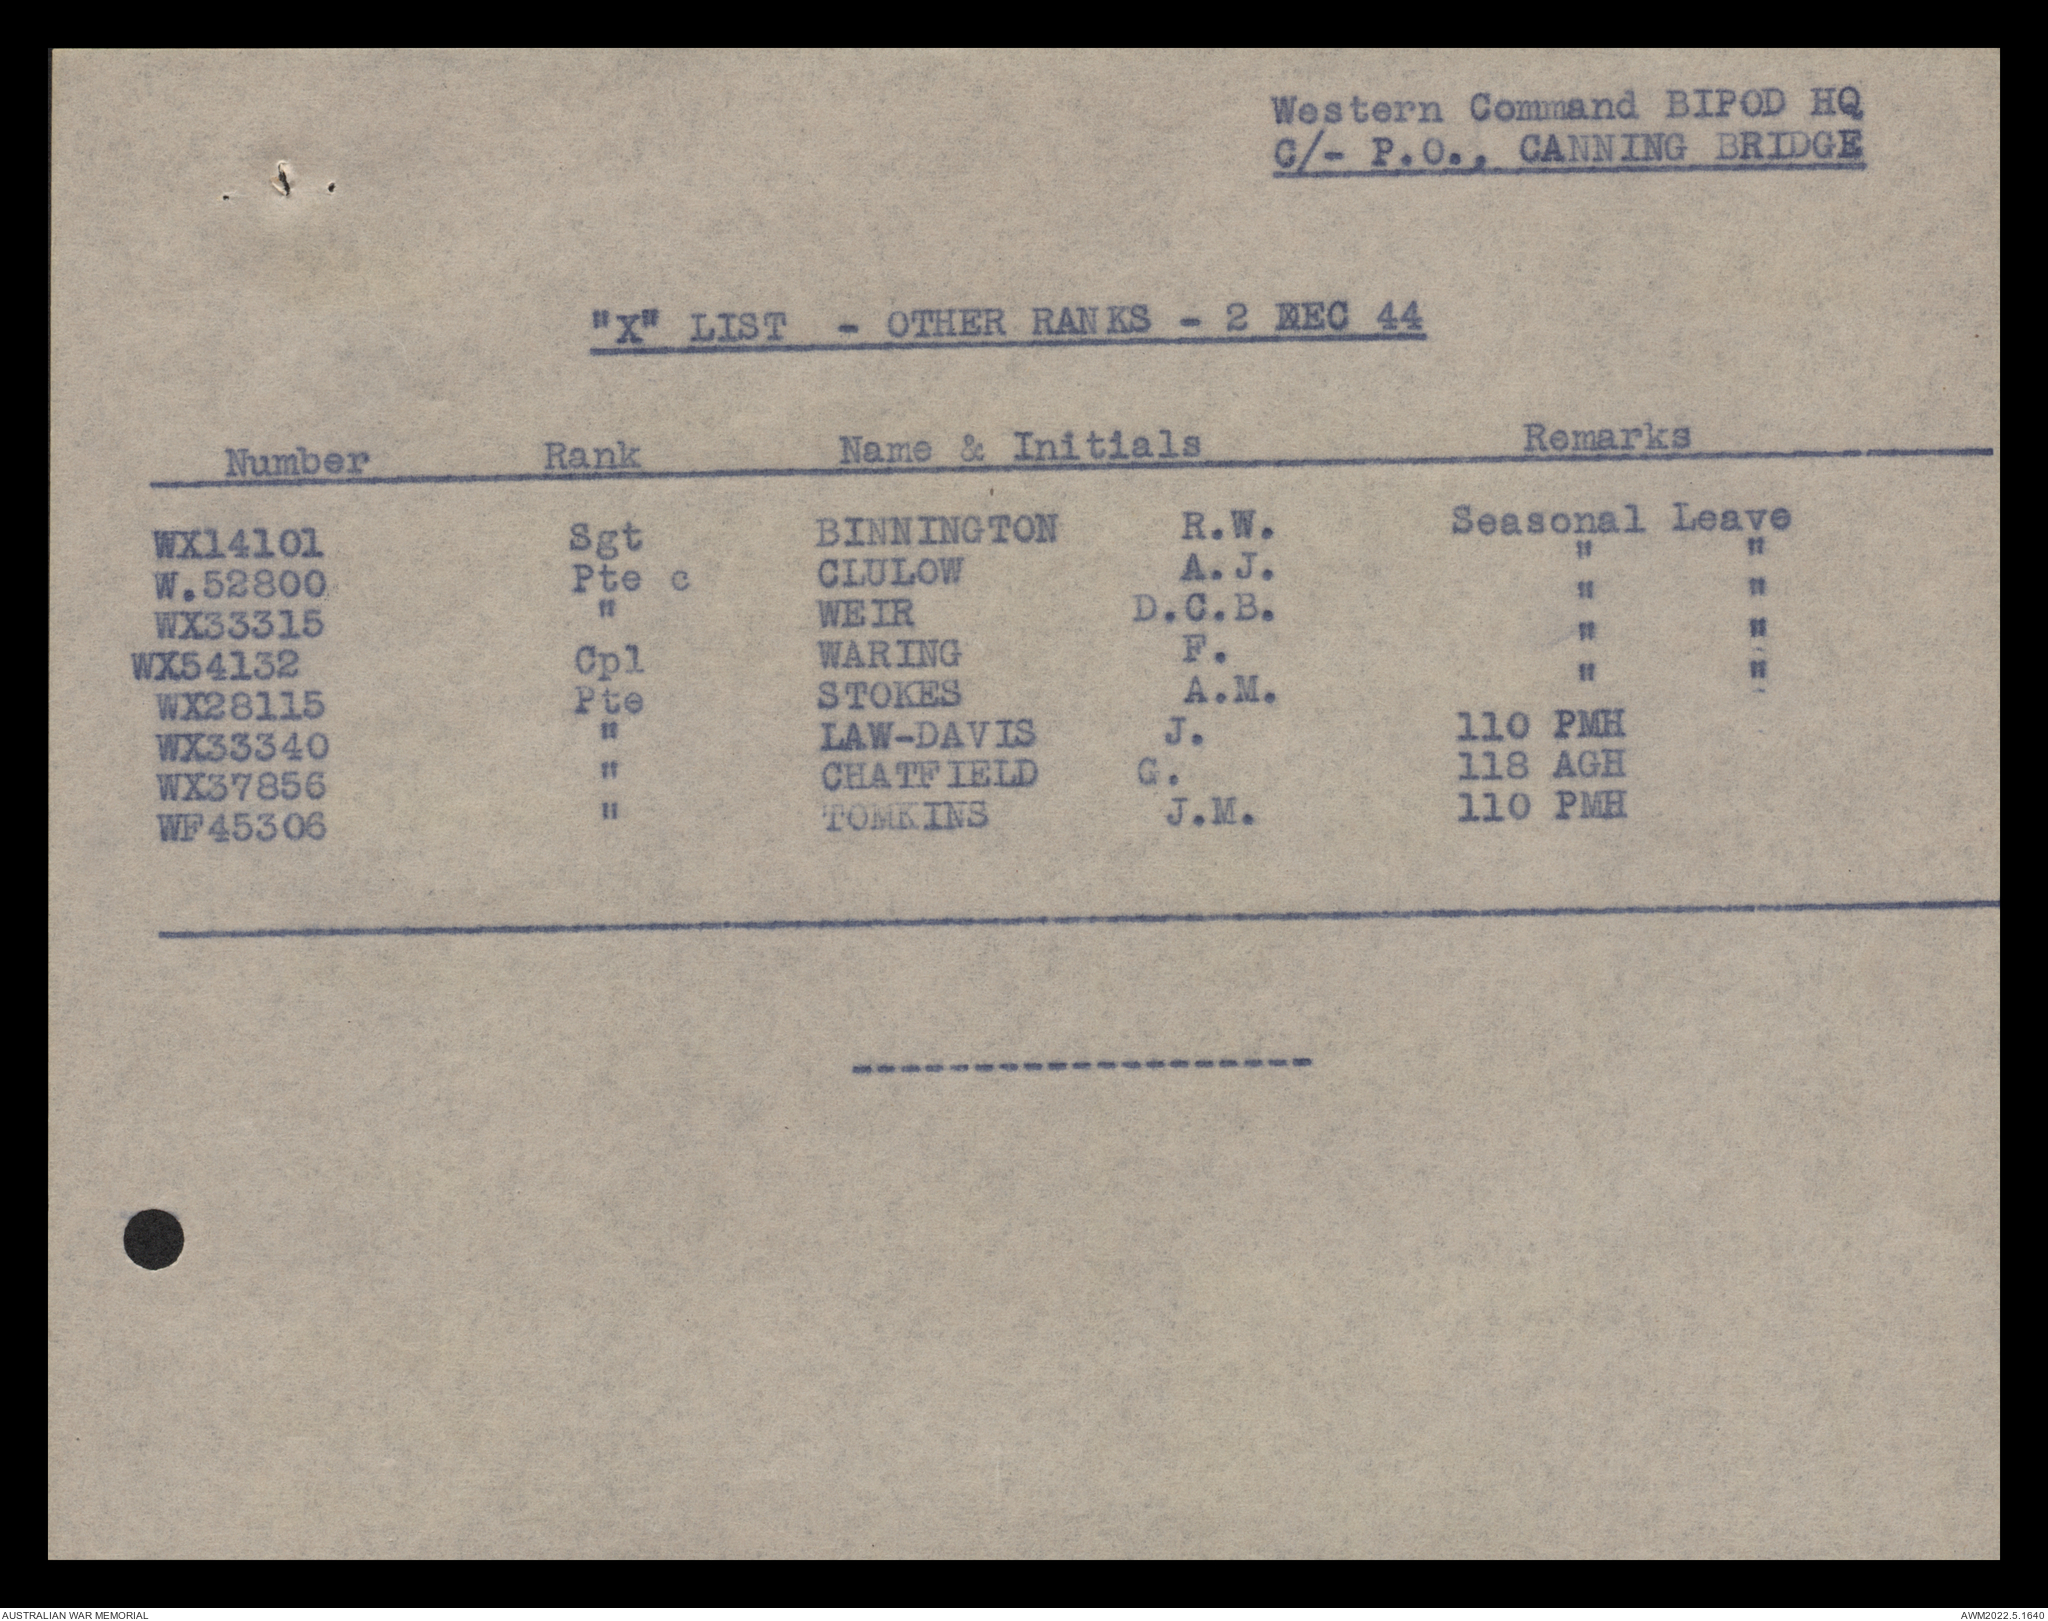 Western Command BIPOD HQ
C/- P.O., CANNING BRIDGE
"X" LIST - OTHER RANKS - 2 DEC 44
Number Rank Name & Initials Remarks
WX14101 Sgt BINNINGTON R.W. Seasonal Leave
W.52800 Pte c CLULOW A.J. " "
WX33315 " WEIR D.C.B. " "
WX54132 Cpl WARING F. " "
WX28115 Pte STOKES A.M. " "
WX33340 " LAW-DAVIS J. 110 PMH
WX37856 " CHATFIELD G. 118 AGH
WF45306 " TOMKINS J.M. 110 PMH
-------------------
AUSTRALIAN WAR MEMORIAL AWM2022.5.1640